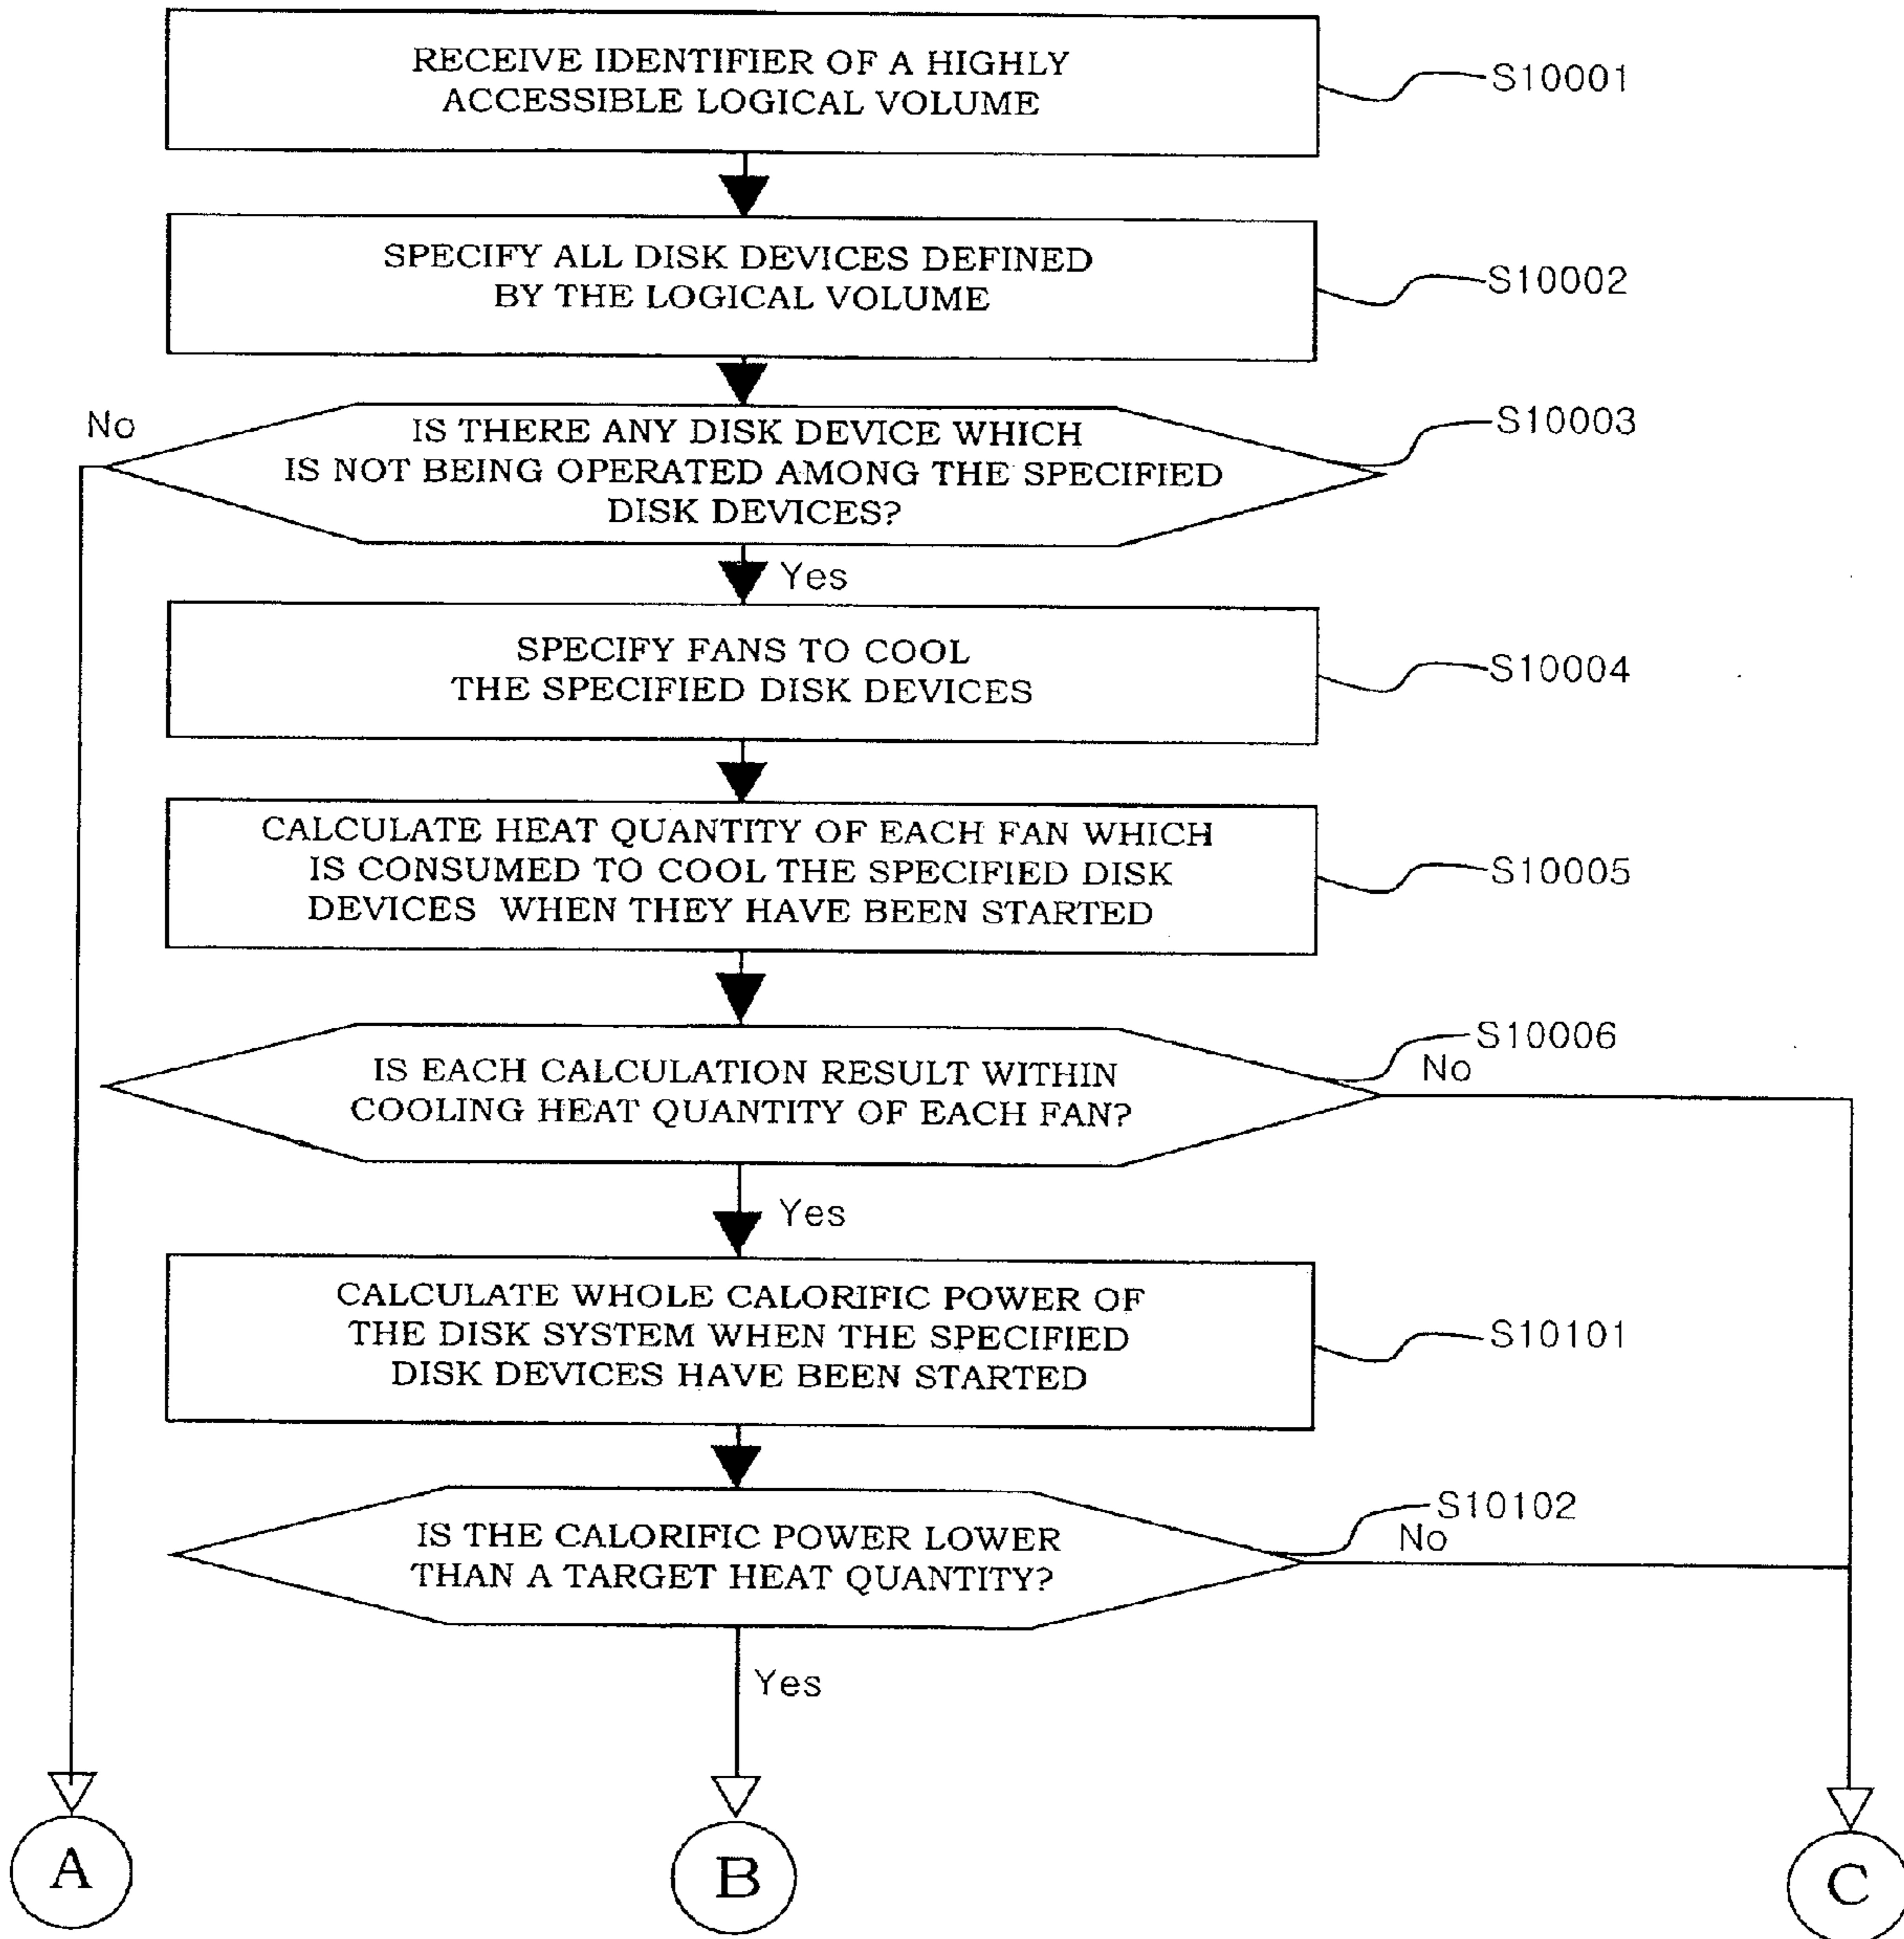 RECEIVE IDENTIFIER OF A HIGHLY
ACCESSIBLE LOGICAL VOLUME
S10001
SPECIFY ALL DISK DEVICES DEFINED
BY THE LOGICAL VOLUME
S10002
No
IS THERE ANY DISK DEVICE WHICH
IS NOT BEING OPERATED AMONG THE SPECIFIED
DISK DEVICES?
S10003
Yes
SPECIFY FANS TO COOL
THE SPECIFIED DISK DEVICES
S10004
CALCULATE HEAT QUANTITY OF EACH FAN WHICH
IS CONSUMED TO COOL THE SPECIFIED DISK
DEVICES WHEN THEY HAVE BEEN STARTED
S10005
IS EACH CALCULATION RESULT WITHIN
COOLING HEAT QUANTITY OF EACH FAN?
S10006
No
Yes
CALCULATE WHOLE CALORIFIC POWER OF
THE DISK SYSTEM WHEN THE SPECIFIED
DISK DEVICES HAVE BEEN STARTED
S10101
IS THE CALORIFIC POWER LOWER
THAN A TARGET HEAT QUANTITY?
S10102
No
Yes
A
B
C